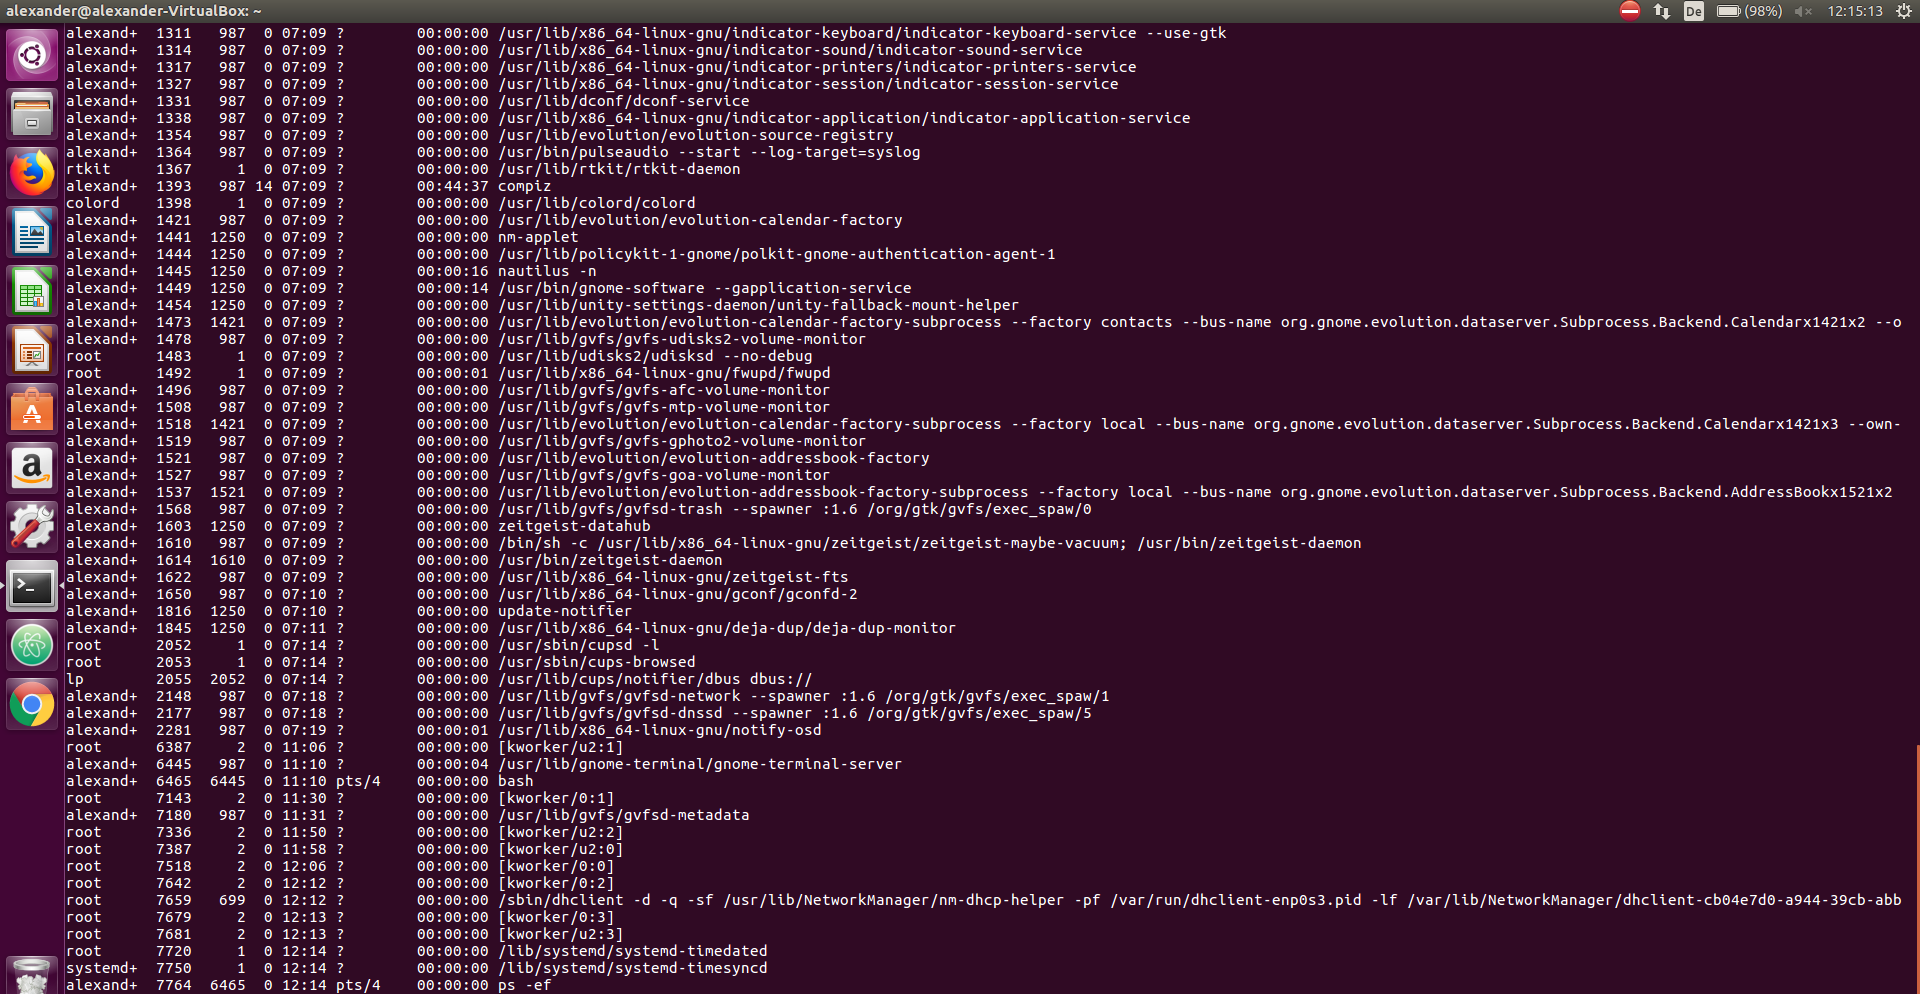 alexander@alexander-VirtualBox: ~ De (98%) 12:15:13
alexand+  1311   987  0 07:09 ?        00:00:00 /usr/lib/x86_64-linux-gnu/indicator-keyboard/indicator-keyboard-service --use-gtk
alexand+  1314   987  0 07:09 ?        00:00:00 /usr/lib/x86_64-linux-gnu/indicator-sound/indicator-sound-service
alexand+  1317   987  0 07:09 ?        00:00:00 /usr/lib/x86_64-linux-gnu/indicator-printers/indicator-printers-service
alexand+  1327   987  0 07:09 ?        00:00:00 /usr/lib/x86_64-linux-gnu/indicator-session/indicator-session-service
alexand+  1331   987  0 07:09 ?        00:00:00 /usr/lib/dconf/dconf-service
alexand+  1338   987  0 07:09 ?        00:00:00 /usr/lib/x86_64-linux-gnu/indicator-application/indicator-application-service
alexand+  1354   987  0 07:09 ?        00:00:00 /usr/lib/evolution/evolution-source-registry
alexand+  1364   987  0 07:09 ?        00:00:00 /usr/bin/pulseaudio --start --log-target=syslog
rtkit     1367     1  0 07:09 ?        00:00:00 /usr/lib/rtkit/rtkit-daemon
alexand+  1393   987 14 07:09 ?        00:44:37 compiz
colord    1398     1  0 07:09 ?        00:00:00 /usr/lib/colord/colord
alexand+  1421   987  0 07:09 ?        00:00:00 /usr/lib/evolution/evolution-calendar-factory
alexand+  1441  1250  0 07:09 ?        00:00:00 nm-applet
alexand+  1444  1250  0 07:09 ?        00:00:00 /usr/lib/policykit-1-gnome/polkit-gnome-authentication-agent-1
alexand+  1445  1250  0 07:09 ?        00:00:16 nautilus -n
alexand+  1449  1250  0 07:09 ?        00:00:14 /usr/bin/gnome-software --gapplication-service
alexand+  1454  1250  0 07:09 ?        00:00:00 /usr/lib/unity-settings-daemon/unity-fallback-mount-helper
alexand+  1473  1421  0 07:09 ?        00:00:00 /usr/lib/evolution/evolution-calendar-factory-subprocess --factory contacts --bus-name org.gnome.evolution.dataserver.Subprocess.Backend.Calendarx1421x2 --o
alexand+  1478   987  0 07:09 ?        00:00:00 /usr/lib/gvfs/gvfs-udisks2-volume-monitor
root      1483     1  0 07:09 ?        00:00:00 /usr/lib/udisks2/udisksd --no-debug
root      1492     1  0 07:09 ?        00:00:01 /usr/lib/x86_64-linux-gnu/fwupd/fwupd
alexand+  1496   987  0 07:09 ?        00:00:00 /usr/lib/gvfs/gvfs-afc-volume-monitor
alexand+  1508   987  0 07:09 ?        00:00:00 /usr/lib/gvfs/gvfs-mtp-volume-monitor
alexand+  1518  1421  0 07:09 ?        00:00:00 /usr/lib/evolution/evolution-calendar-factory-subprocess --factory local --bus-name org.gnome.evolution.dataserver.Subprocess.Backend.Calendarx1421x3 --own-
alexand+  1519   987  0 07:09 ?        00:00:00 /usr/lib/gvfs/gvfs-gphoto2-volume-monitor
alexand+  1521   987  0 07:09 ?        00:00:00 /usr/lib/evolution/evolution-addressbook-factory
alexand+  1527   987  0 07:09 ?        00:00:00 /usr/lib/gvfs/gvfs-goa-volume-monitor
alexand+  1537  1521  0 07:09 ?        00:00:00 /usr/lib/evolution/evolution-addressbook-factory-subprocess --factory local --bus-name org.gnome.evolution.dataserver.Subprocess.Backend.AddressBookx1521x2
alexand+  1568   987  0 07:09 ?        00:00:00 /usr/lib/gvfs/gvfsd-trash --spawner :1.6 /org/gtk/gvfs/exec_spaw/0
alexand+  1603  1250  0 07:09 ?        00:00:00 zeitgeist-datahub
alexand+  1610   987  0 07:09 ?        00:00:00 /bin/sh -c /usr/lib/x86_64-linux-gnu/zeitgeist/zeitgeist-maybe-vacuum; /usr/bin/zeitgeist-daemon
alexand+  1614  1610  0 07:09 ?        00:00:00 /usr/bin/zeitgeist-daemon
alexand+  1622   987  0 07:09 ?        00:00:00 /usr/lib/x86_64-linux-gnu/zeitgeist-fts
alexand+  1650   987  0 07:10 ?        00:00:00 /usr/lib/x86_64-linux-gnu/gconf/gconfd-2
alexand+  1816  1250  0 07:10 ?        00:00:00 update-notifier
alexand+  1845  1250  0 07:11 ?        00:00:00 /usr/lib/x86_64-linux-gnu/deja-dup/deja-dup-monitor
root      2052     1  0 07:14 ?        00:00:00 /usr/sbin/cupsd -l
root      2053     1  0 07:14 ?        00:00:00 /usr/sbin/cups-browsed
lp        2055  2052  0 07:14 ?        00:00:00 /usr/lib/cups/notifier/dbus dbus://
alexand+  2148   987  0 07:18 ?        00:00:00 /usr/lib/gvfs/gvfsd-network --spawner :1.6 /org/gtk/gvfs/exec_spaw/1
alexand+  2177   987  0 07:18 ?        00:00:00 /usr/lib/gvfs/gvfsd-dnssd --spawner :1.6 /org/gtk/gvfs/exec_spaw/5
alexand+  2281   987  0 07:19 ?        00:00:01 /usr/lib/x86_64-linux-gnu/notify-osd
root      6387     2  0 11:06 ?        00:00:00 [kworker/u2:1]
alexand+  6445   987  0 11:10 ?        00:00:04 /usr/lib/gnome-terminal/gnome-terminal-server
alexand+  6465  6445  0 11:10 pts/4    00:00:00 bash
root      7143     2  0 11:30 ?        00:00:00 [kworker/0:1]
alexand+  7180   987  0 11:31 ?        00:00:00 /usr/lib/gvfs/gvfsd-metadata
root      7336     2  0 11:50 ?        00:00:00 [kworker/u2:2]
root      7387     2  0 11:58 ?        00:00:00 [kworker/u2:0]
root      7518     2  0 12:06 ?        00:00:00 [kworker/0:0]
root      7642     2  0 12:12 ?        00:00:00 [kworker/0:2]
root      7659   699  0 12:12 ?        00:00:00 /sbin/dhclient -d -q -sf /usr/lib/NetworkManager/nm-dhcp-helper -pf /var/run/dhclient-enp0s3.pid -lf /var/lib/NetworkManager/dhclient-cb04e7d0-a944-39cb-abb
root      7679     2  0 12:13 ?        00:00:00 [kworker/0:3]
root      7681     2  0 12:13 ?        00:00:00 [kworker/u2:3]
root      7720     1  0 12:14 ?        00:00:00 /lib/systemd/systemd-timedated
systemd+  7750     1  0 12:14 ?        00:00:00 /lib/systemd/systemd-timesyncd
alexand+  7764  6465  0 12:14 pts/4    00:00:00 ps -ef